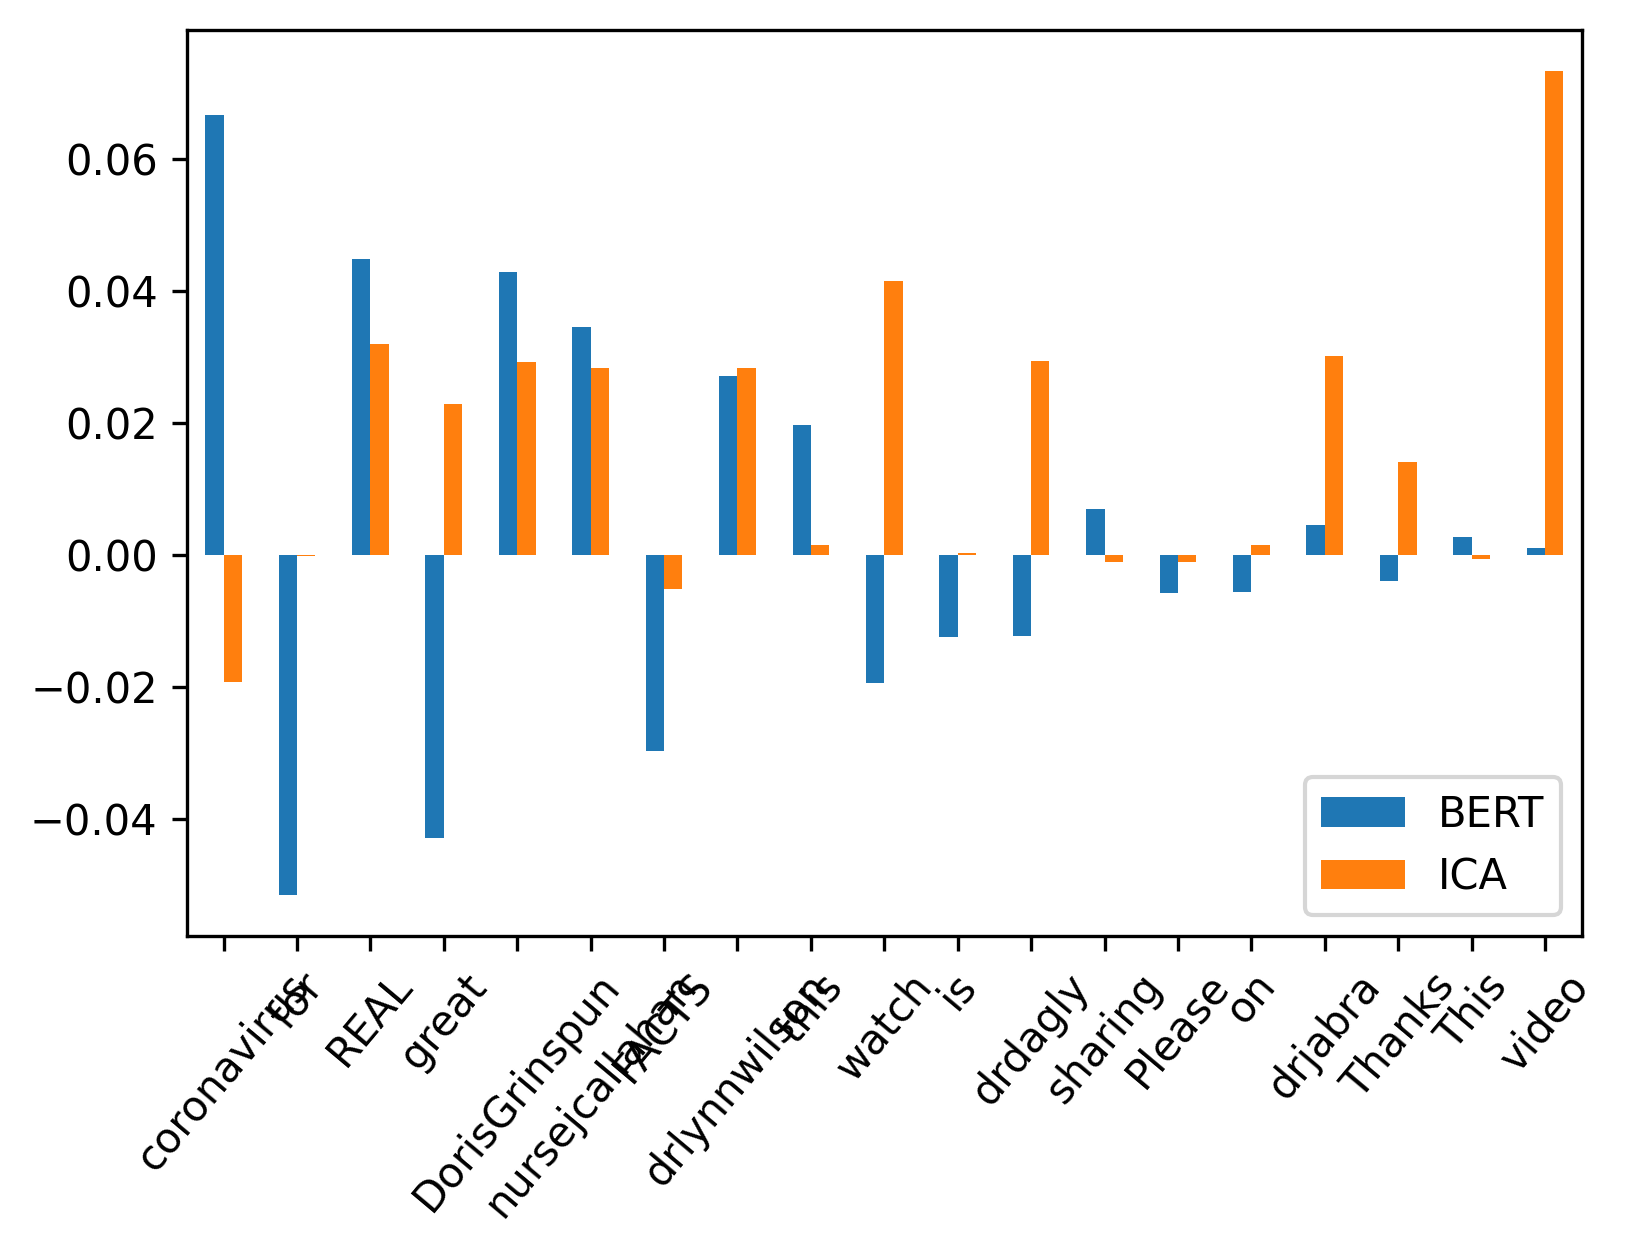 0.06
0.04
0.02
0.00
−0.02
−0.04
BERT
ICA
coronavirus
for
REAL
great
DorisGrinspun
nursejcallahan
FACTS
drlynnwilson
this
watch
is
drdagly
sharing
Please
on
drjabra
Thanks
This
video